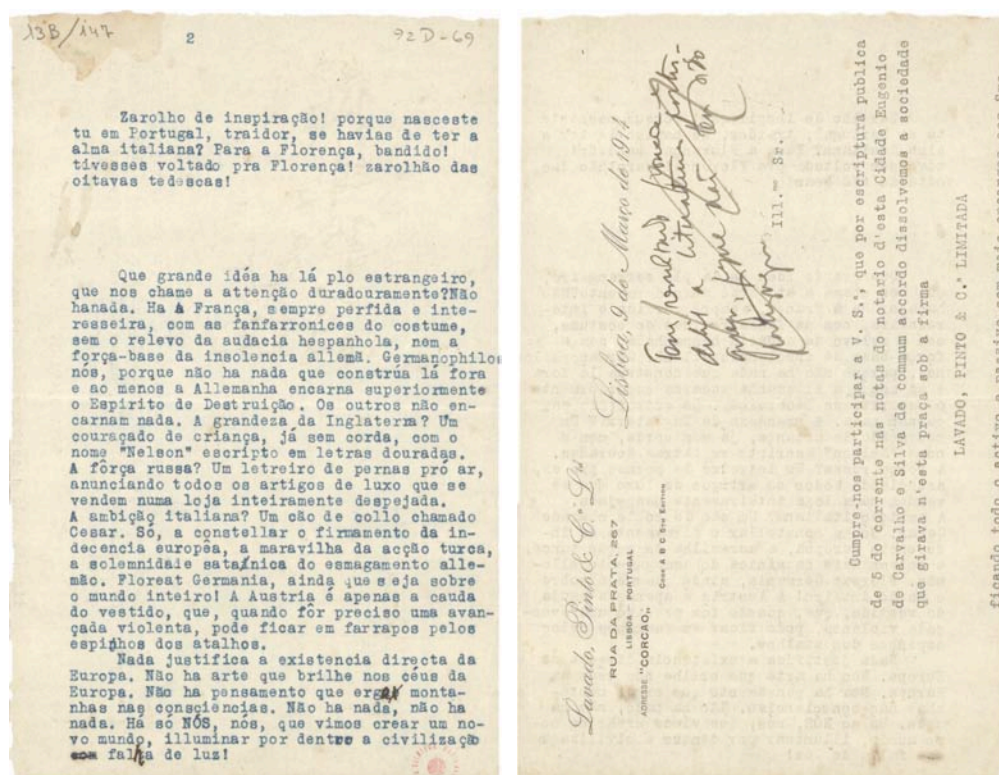 13B/147
2
92D-69
Zarolho de inspiração! porque nasceste
tu em Portugal, traidor, se havias de ter a
alma italiana? Para a Florença, bandido!
tivesses voltado pra Florença! zarolhão das
oitavas tedescas!
Que grande idéa ha lá plo estrangeiro,
que nos chame a attenção duradouramente?Não
hanada. Ha A França, sempre perfida e inte-
resseira, com as fanfarronices do costume,
sem o relevo da audacia hespanhola, nem a
força-base da insolencia allemã. Germanophilos
nós, porque não ha nada que construa lá fora
e ao menos a Allemanha encarna superiormente
o Espirito de Destruição. Os outros não en-
carnam nada. A grandeza da Inglaterra? Um
couraçado de criança, já sem corda, com o
nome "Nelson" escripto em letras douradas.
A fôrça russa? Um letreiro de pernas pró ar,
anunciando todos os artigos de luxo que se
vendem numa loja inteiramente despejada.
A ambição italiana? Um cão de collo chamado
Cesar. Só, a constellar o firmamento da in-
decencia europêa, a maravilha da acção turca,
a solemnidaie satanica do esmagamento alle-
mão. Floreat Germania, ainda que seja sobre
o mundo inteiro! A Austria é apenas a cauda
do vestido, que, quando fôr preciso uma avan-
çada violenta, pode ficar em farrapos pelos
espinhos dos atalhos.
Nada justifica a existencia directa da
Europa. Não ha arte que brilhe nos céus da
Europa. Não ha pensamento que erga monta-
nhas nas consciencias. Não ha nada, não ha
nada. Há só NÓS, nós, que vimos crear um no-
vo mundo, illuminar por dentro a civilização
com falta de luz!
Lavado, Pinto & C.ª Lda
RUA DA PRATA, 267
LISBOA - PORTUGAL
ADRESSE "CORCAO,, CODE A B C 5TH EDITION
Lisboa, 9 de Março de 1911
a literatura
não
Ill.mo Sr.
Cumpre-nos participar a V. S.ª, que por escriptura publica
de 5 do corrente nas notas do notario d'esta Cidade Eugenio
de Carvalho e Silva de commum accordo dissolvemos a sociedade
que girava n'esta praça sob a firma
LAVADO, PINTO & C.ª LIMITADA